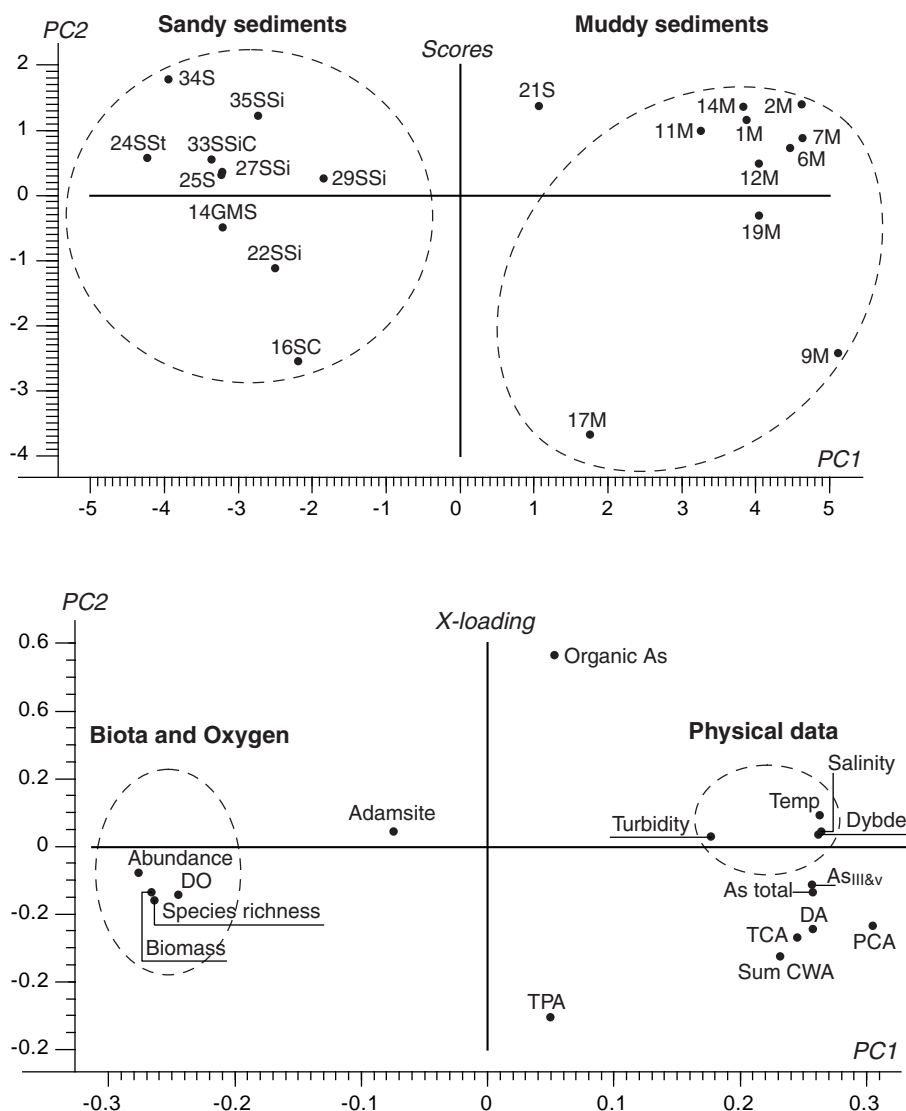 Sandy sediments
Muddy sediments
PC2
Scores
2
1
0
-1
-2
-3
-4
34S
35SSi
24SSt
33SSiC
27SSi
25S
29SSi
14GMS
22SSi
16SC
21S
14M
2M
11M
1M
7M
6M
12M
19M
9M
17M
PC1
-5
-4
-3
-2
-1
0
1
2
3
4
5
PC2
X-loading
0.6
0.6
0.2
0
-0.2
-0.2
-0.2
Organic As
Biota and Oxygen
Physical data
Salinity
Adamsite
Temp
Turbidity
Dybde
Abundance
DO
Species richness
Biomass
AsIII&v
As total
DA
TCA
PCA
Sum CWA
TPA
PC1
-0.3
-0.2
-0.1
0
0.1
0.2
0.3